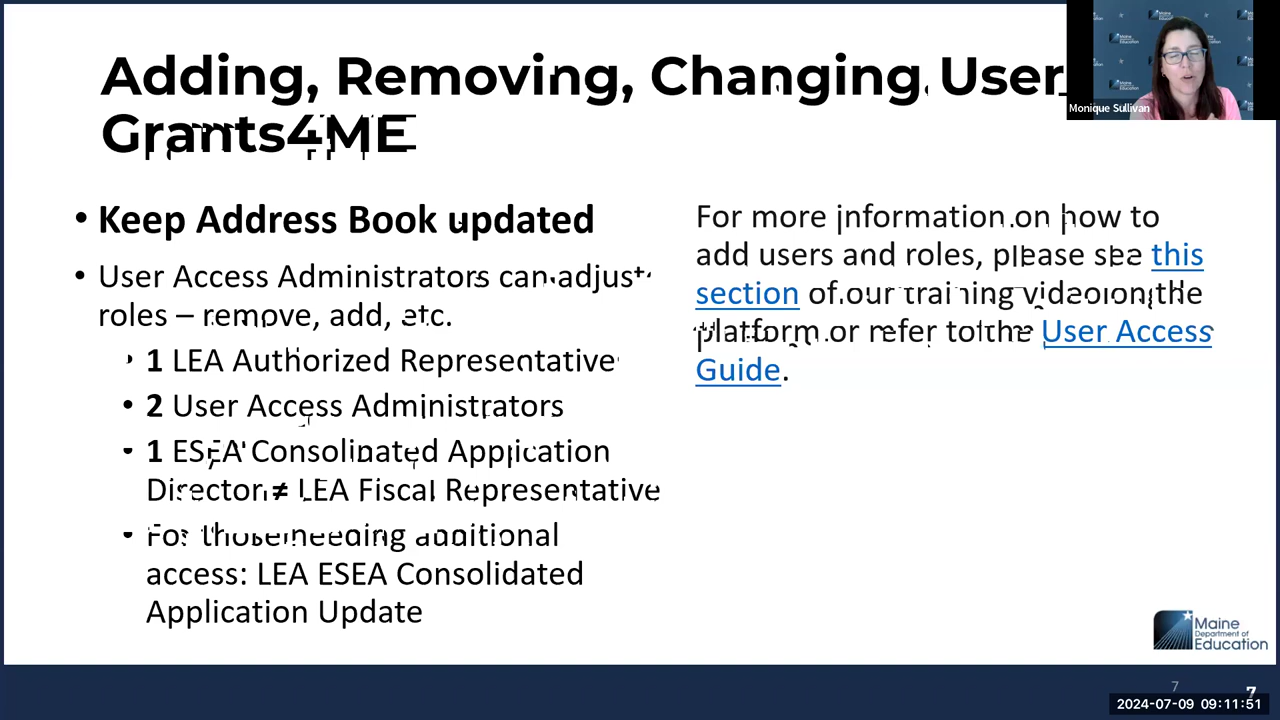 Adding, Removing, Changing User
Grants4ME
Monique Sullivan
• Keep Address Book updated
• User Access Administrators can adjust
roles – remove, add, etc.
• 1 LEA Authorized Representative
• 2 User Access Administrators
• 1 ESEA Consolidated Application
Director ≠ LEA Fiscal Representative
• For those needing additional
access: LEA ESEA Consolidated
Application Update
For more information on how to
add users and roles, please see this
section of our training video on the
platform or refer to the User Access
Guide.
Maine
Department of
Education
7
7
2024-07-09 09:11:51